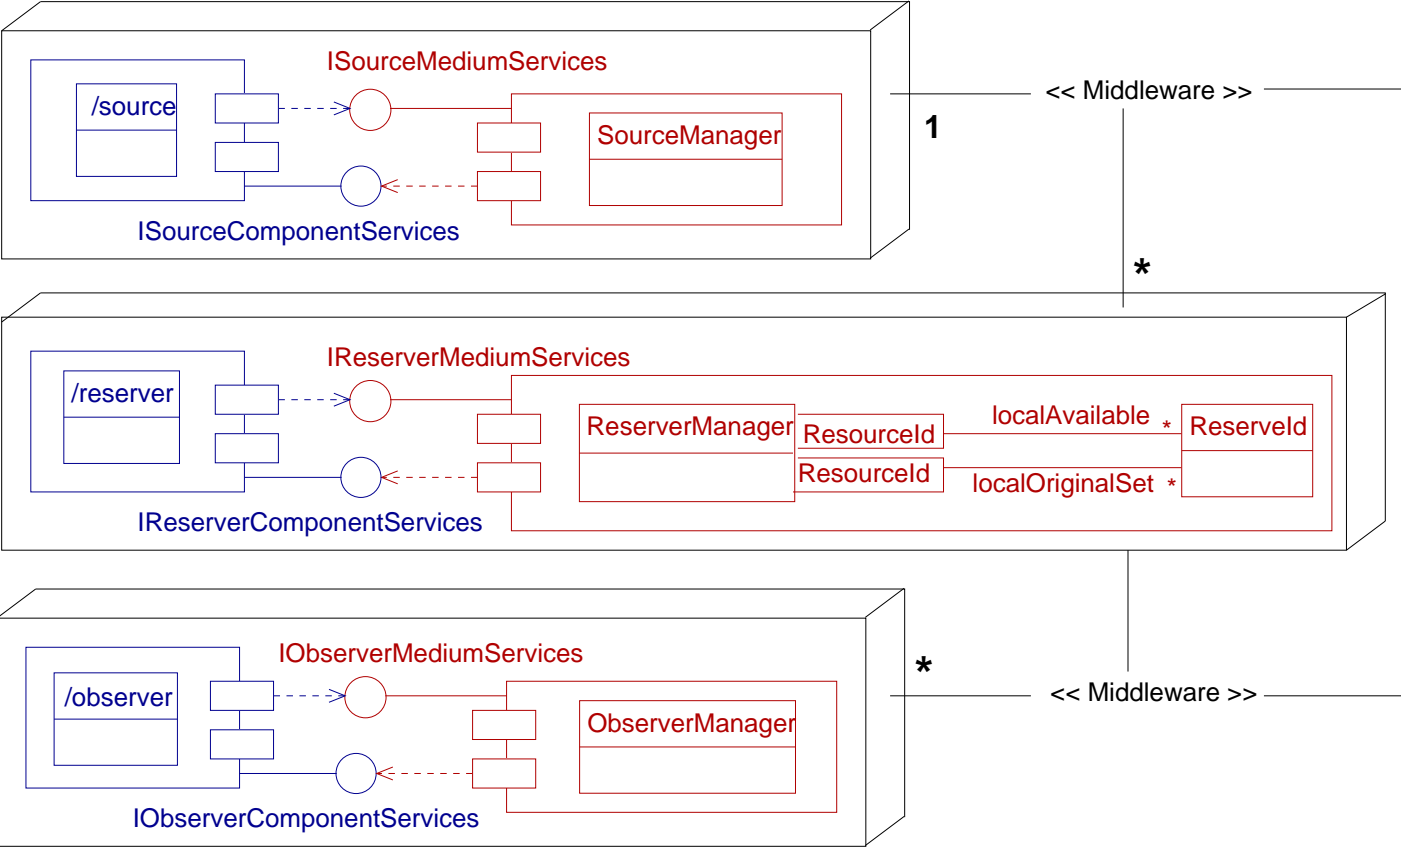 ISourceMediumServices
/source
SourceManager
ISourceComponentServices
<< Middleware >>
1
*
IReserverMediumServices
/reserver
ReserverManager
ResourceId
localAvailable
*
ReserveId
ResourceId
localOriginalSet
*
IReserverComponentServices
IObserverMediumServices
*
/observer
ObserverManager
<< Middleware >>
IObserverComponentServices